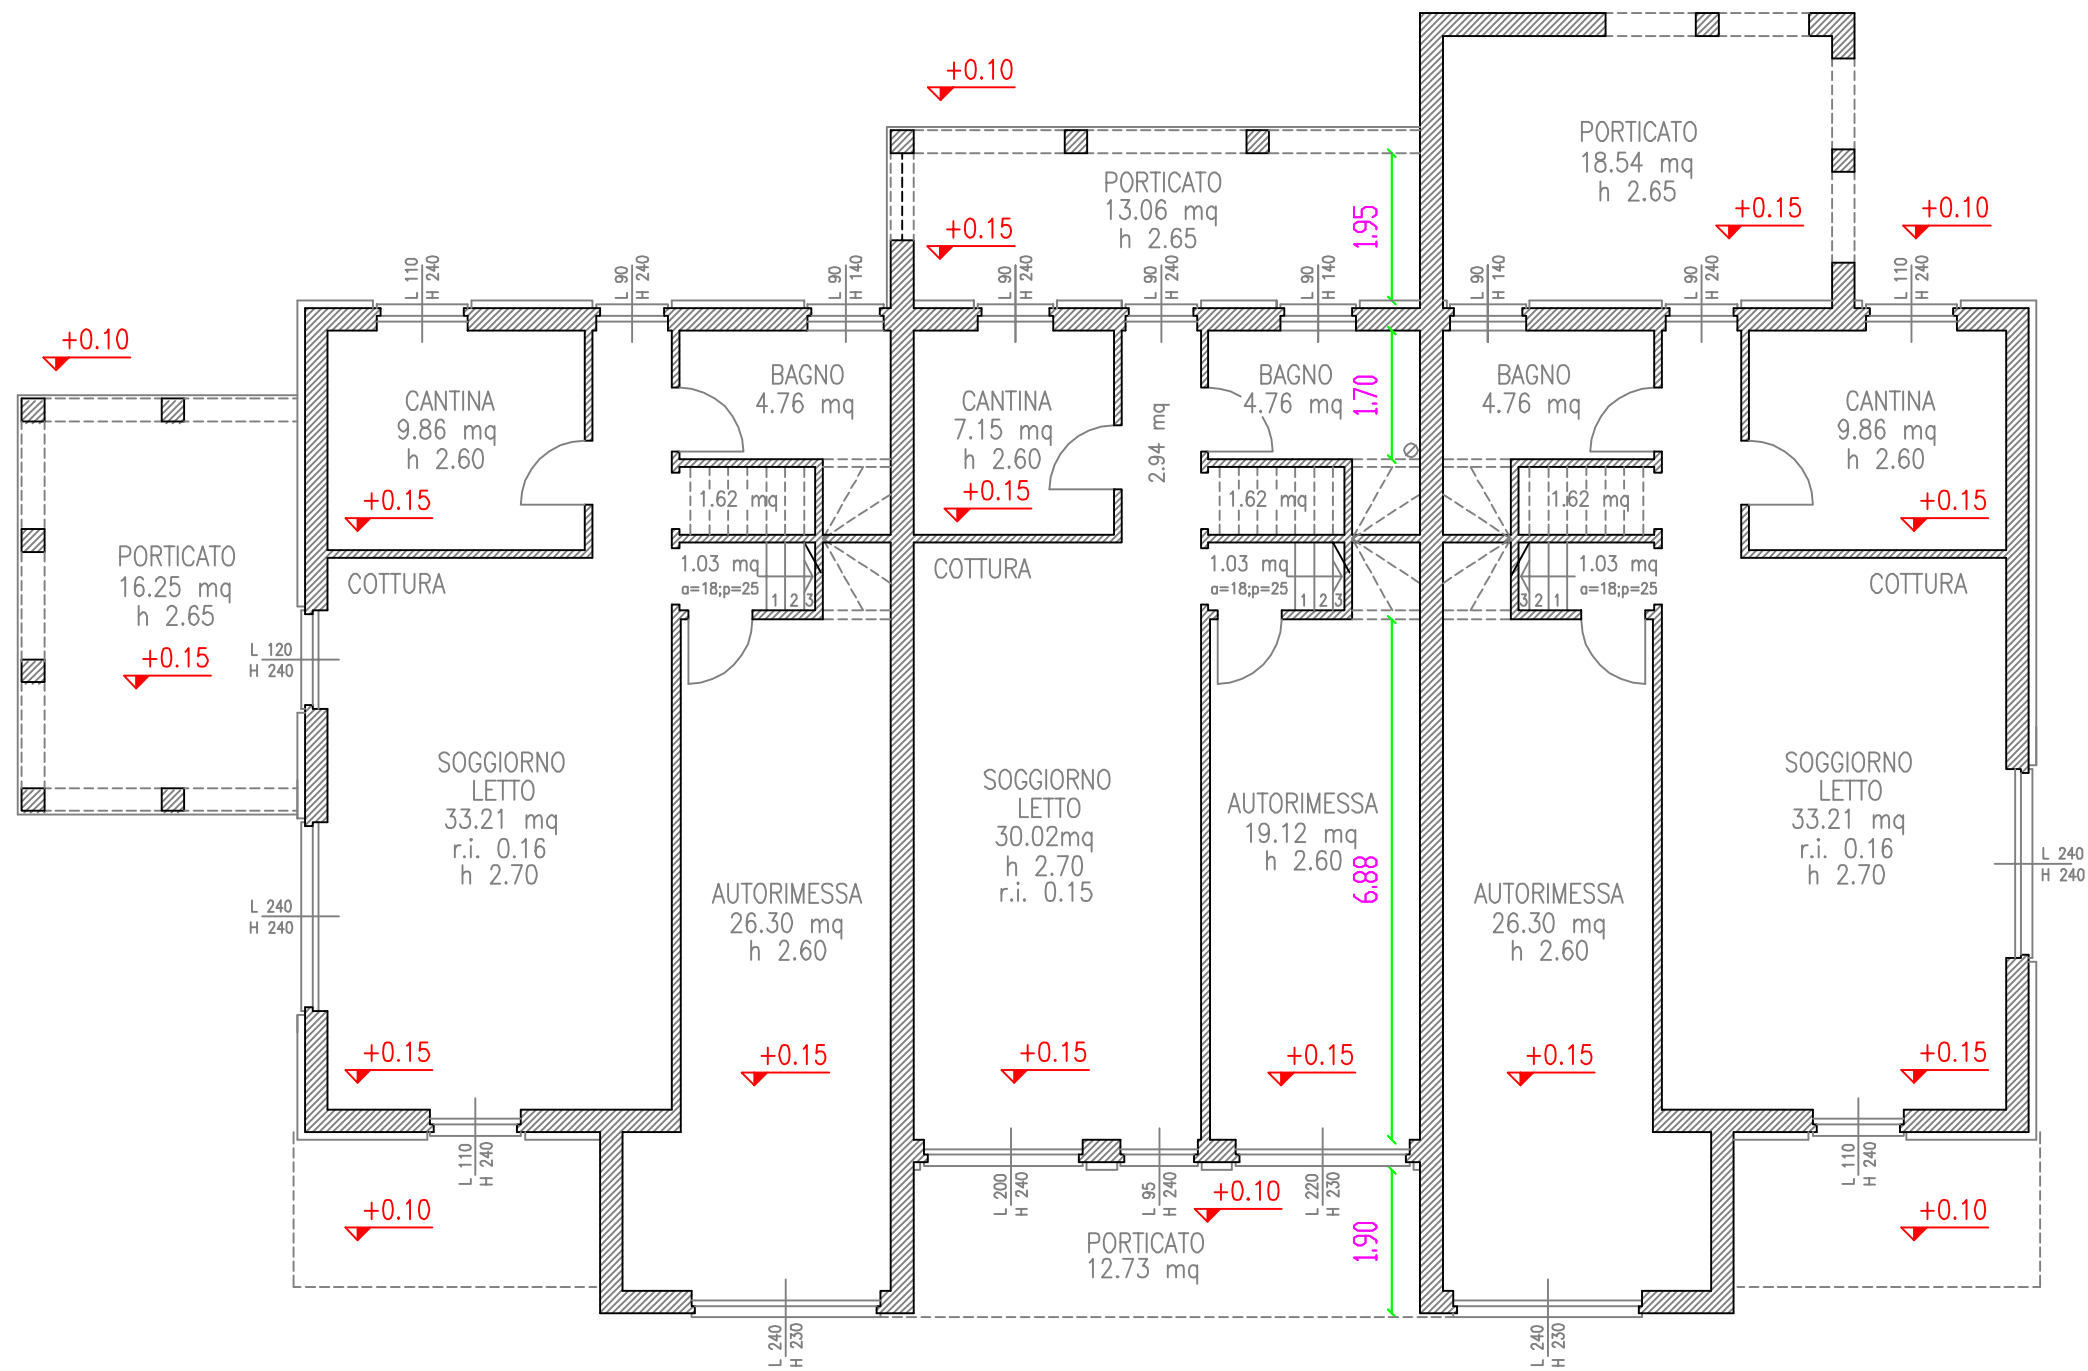 +0.10
PORTICATO
18.54 mq
h 2.65
+0.15
+0.10
PORTICATO
13.06 mq
h 2.65
+0.15
1.95
L 110
H 240
L 90
H 240
L 90
H 140
L 90
H 240
L 90
H 240
L 90
H 140
L 90
H 140
L 90
H 240
L 110
H 240
+0.10
CANTINA
9.86 mq
h 2.60
+0.15
BAGNO
4.76 mq
CANTINA
7.15 mq
h 2.60
+0.15
2.94 mq
BAGNO
4.76 mq
1.70
BAGNO
4.76 mq
CANTINA
9.86 mq
h 2.60
+0.15
1.62 mq
1.62 mq
1.62 mq
PORTICATO
16.25 mq
h 2.65
+0.15
COTTURA
1.03 mq
a=18;p=25
1 2 3
COTTURA
1.03 mq
a=18;p=25
1 2 3
3 2 1
1.03 mq
a=18;p=25
COTTURA
L 120
H 240
L 240
H 240
SOGGIORNO
LETTO
33.21 mq
r.i. 0.16
h 2.70
AUTORIMESSA
26.30 mq
h 2.60
SOGGIORNO
LETTO
30.02mq
h 2.70
r.i. 0.15
AUTORIMESSA
19.12 mq
h 2.60
6.88
AUTORIMESSA
26.30 mq
h 2.60
SOGGIORNO
LETTO
33.21 mq
r.i. 0.16
h 2.70
L 240
H 240
+0.15
+0.15
+0.15
+0.15
+0.15
+0.15
L 110
H 240
L 200
H 240
L 95
H 240
L 220
H 230
L 110
H 240
+0.10
+0.10
PORTICATO
12.73 mq
1.90
+0.10
L 240
H 230
L 240
H 230